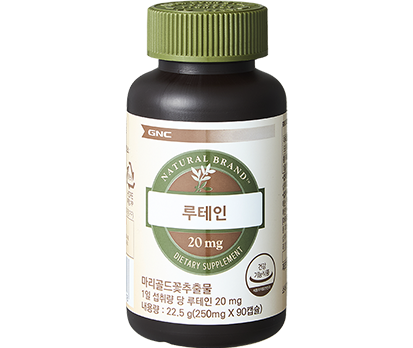 GNC
NATURAL BRAND™
루테인
20 mg
DIETARY SUPPLEMENT
건강
기능식품
마리골드꽃추출물
1일 섭취량 당 루테인 20 mg
내용량 : 22.5 g(250mg X 90캡슐)